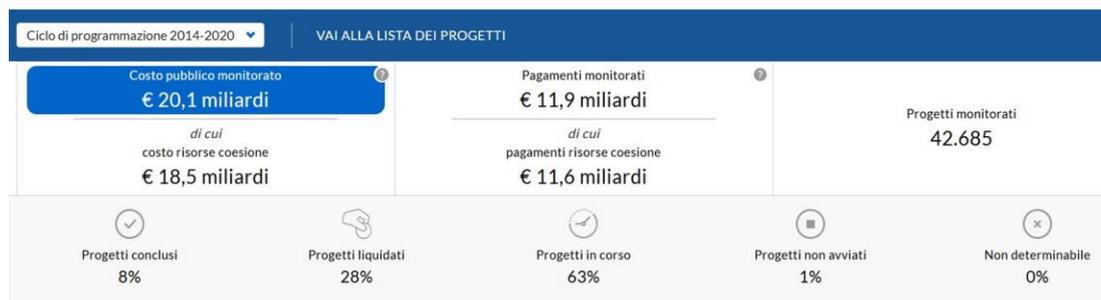 Ciclo di programmazione 2014-2020
VAI ALLA LISTA DEI PROGETTI
Costo pubblico monitorato
?
€ 20,1 miliardi
di cui
costo risorse coesione
€ 18,5 miliardi
Pagamenti monitorati
?
€ 11,9 miliardi
di cui
pagamenti risorse coesione
€ 11,6 miliardi
Progetti monitorati
42.685
Progetti conclusi
8%
Progetti liquidati
28%
Progetti in corso
63%
Progetti non avviati
1%
Non determinabile
0%